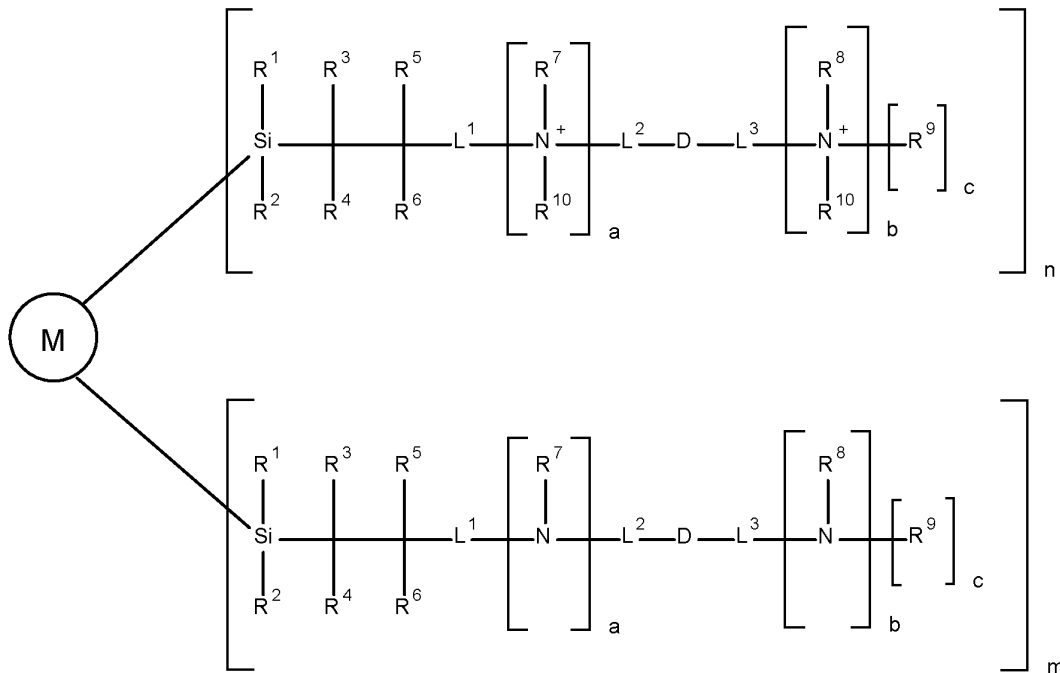 R1 R3 R5 R7 R8
Si L1 N+ L2 D L3 N+ R9
c
R2 R4 R6 R10 R10
a b
n
M
R1 R3 R5 R7 R8
Si L1 N L2 D L3 N R9
c
R2 R4 R6
a b
m